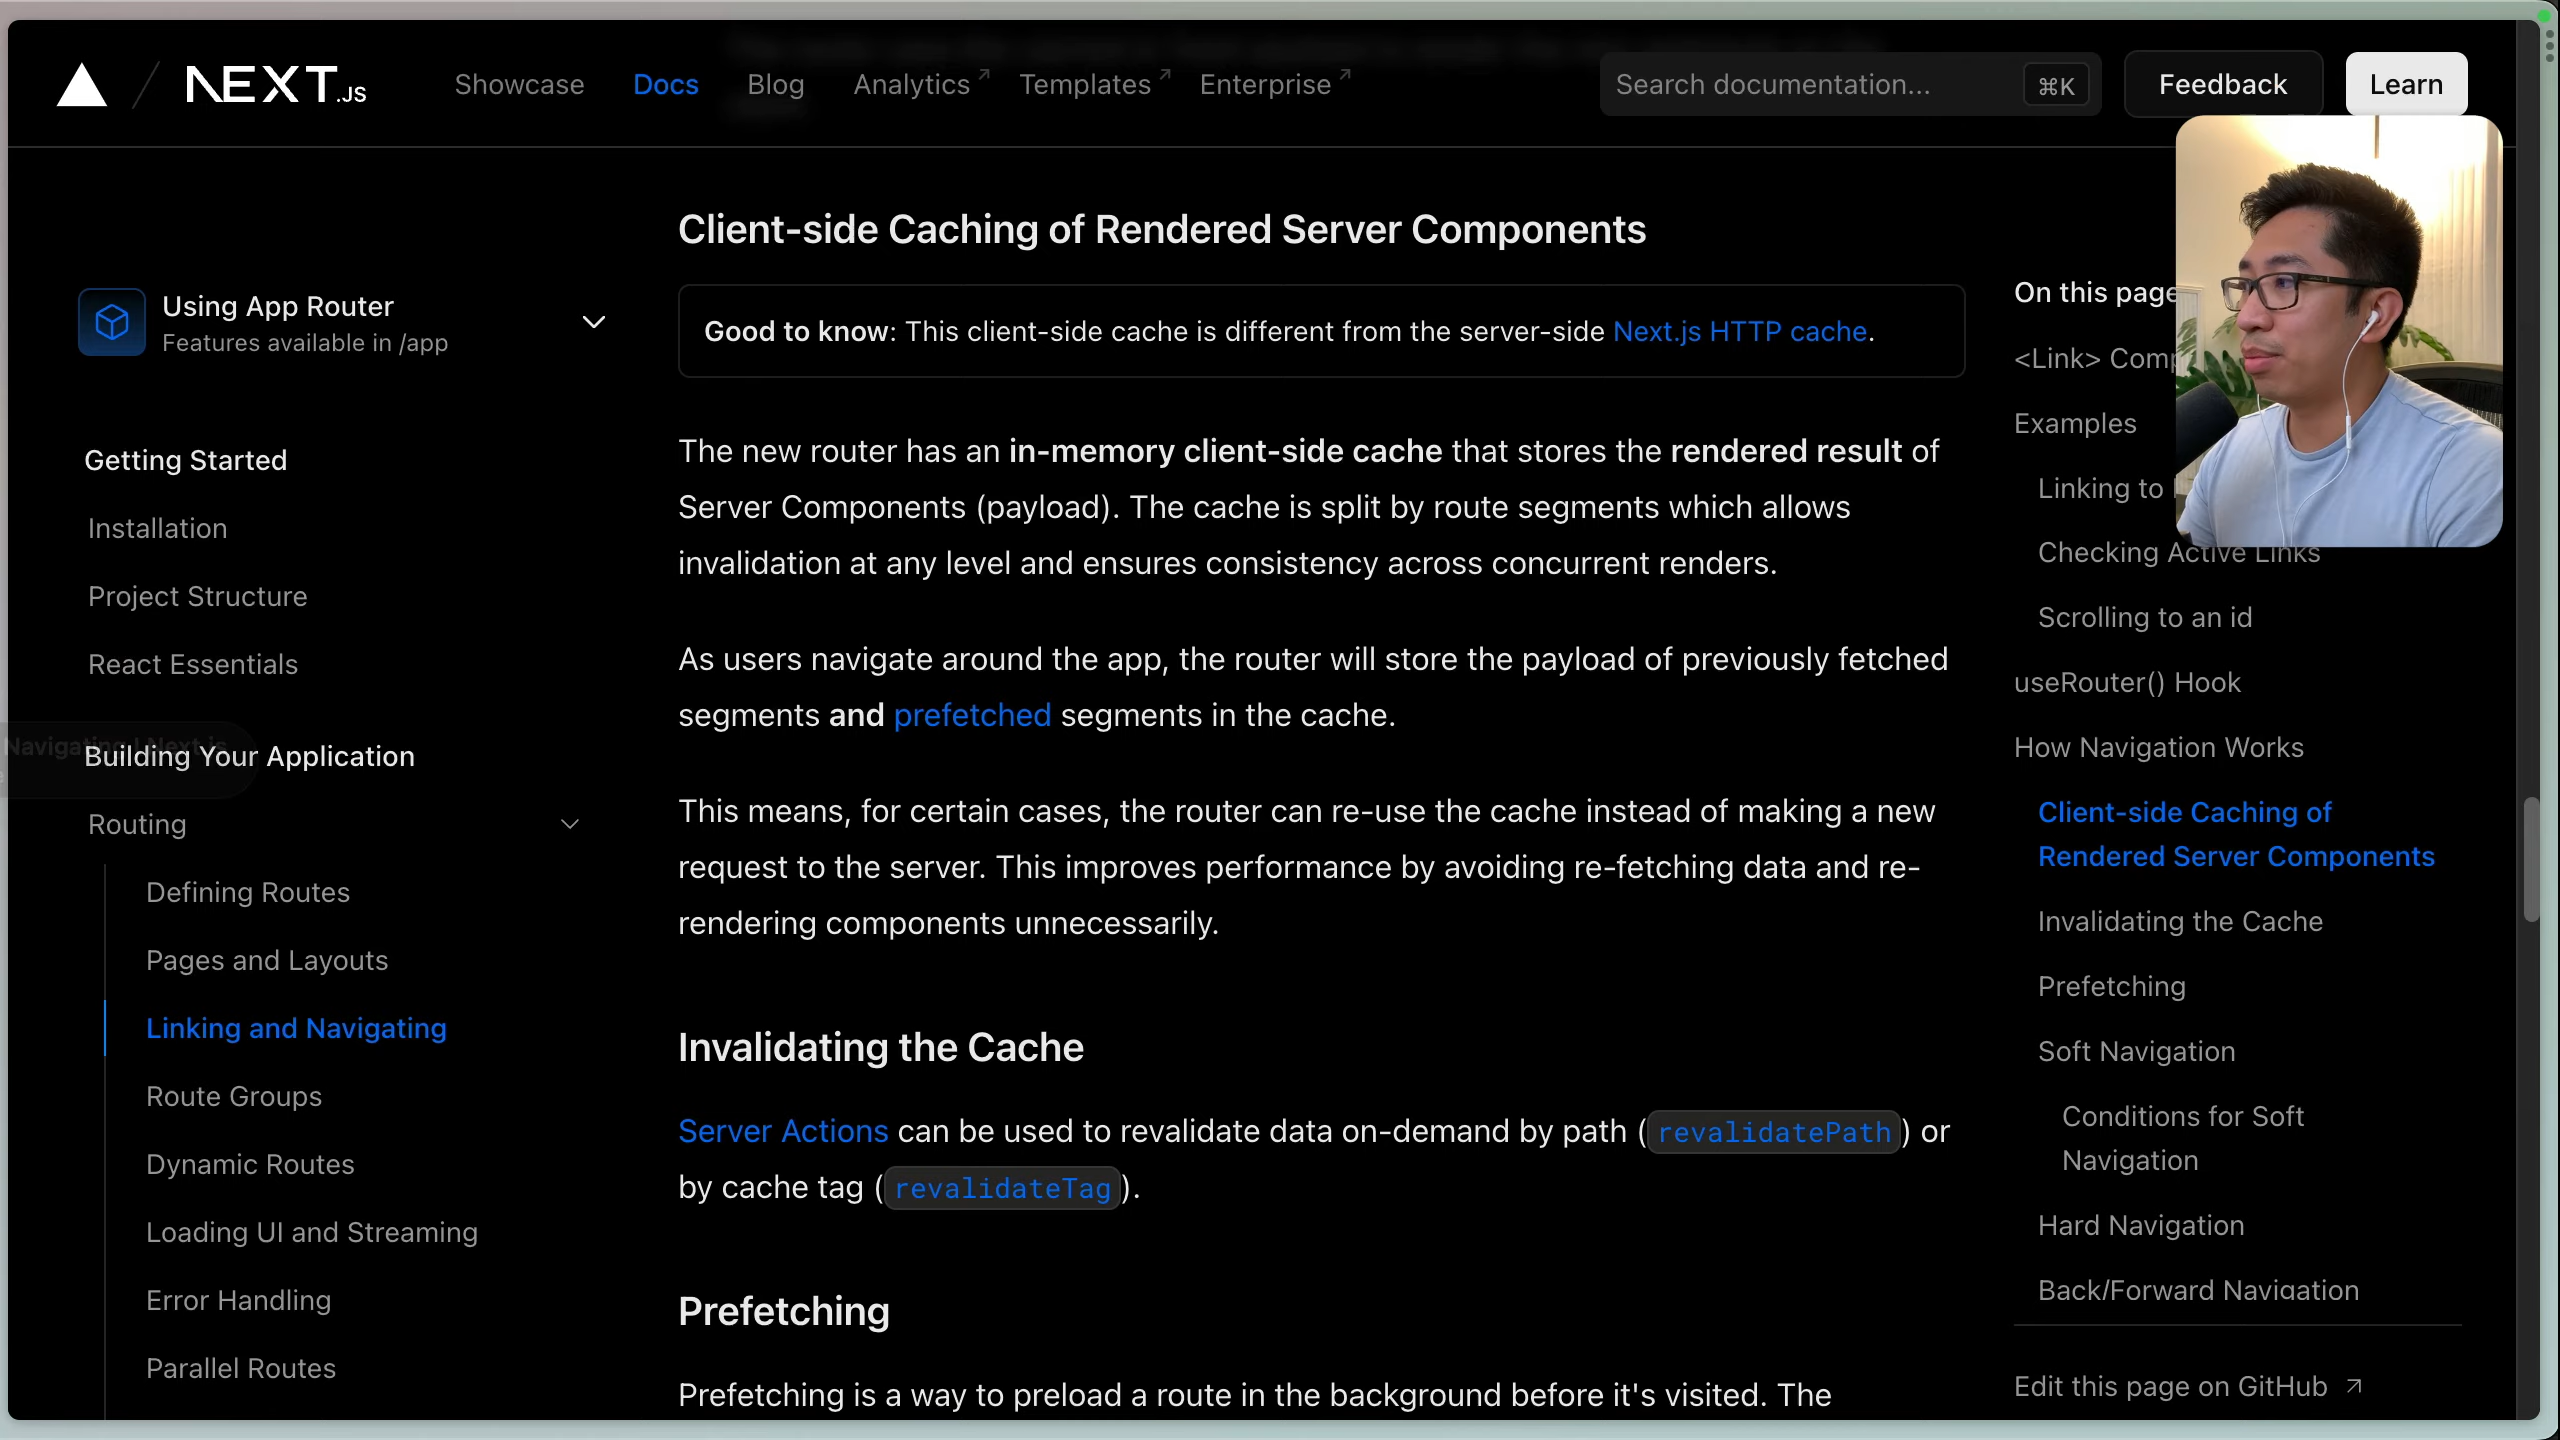 NEXT.JS
Showcase
Docs
Blog
Analytics
Templates
Enterprise
Search documentation...
⌘K
Feedback
Learn
Using App Router
Features available in /app
Getting Started
Installation
Project Structure
React Essentials
Building Your Application
Routing
Defining Routes
Pages and Layouts
Linking and Navigating
Route Groups
Dynamic Routes
Loading UI and Streaming
Error Handling
Parallel Routes
Client-side Caching of Rendered Server Components
Good to know: This client-side cache is different from the server-side Next.js HTTP cache.
The new router has an in-memory client-side cache that stores the rendered result of
Server Components (payload). The cache is split by route segments which allows
invalidation at any level and ensures consistency across concurrent renders.
As users navigate around the app, the router will store the payload of previously fetched
segments and prefetched segments in the cache.
This means, for certain cases, the router can re-use the cache instead of making a new
request to the server. This improves performance by avoiding re-fetching data and re-
rendering components unnecessarily.
Invalidating the Cache
Server Actions can be used to revalidate data on-demand by path (revalidatePath) or
by cache tag (revalidateTag).
Prefetching
Prefetching is a way to preload a route in the background before it's visited. The
On this page
<Link> Comp
Examples
Linking to
Checking Active Links
Scrolling to an id
useRouter() Hook
How Navigation Works
Client-side Caching of
Rendered Server Components
Invalidating the Cache
Prefetching
Soft Navigation
Conditions for Soft
Navigation
Hard Navigation
Back/Forward Navigation
Edit this page on GitHub